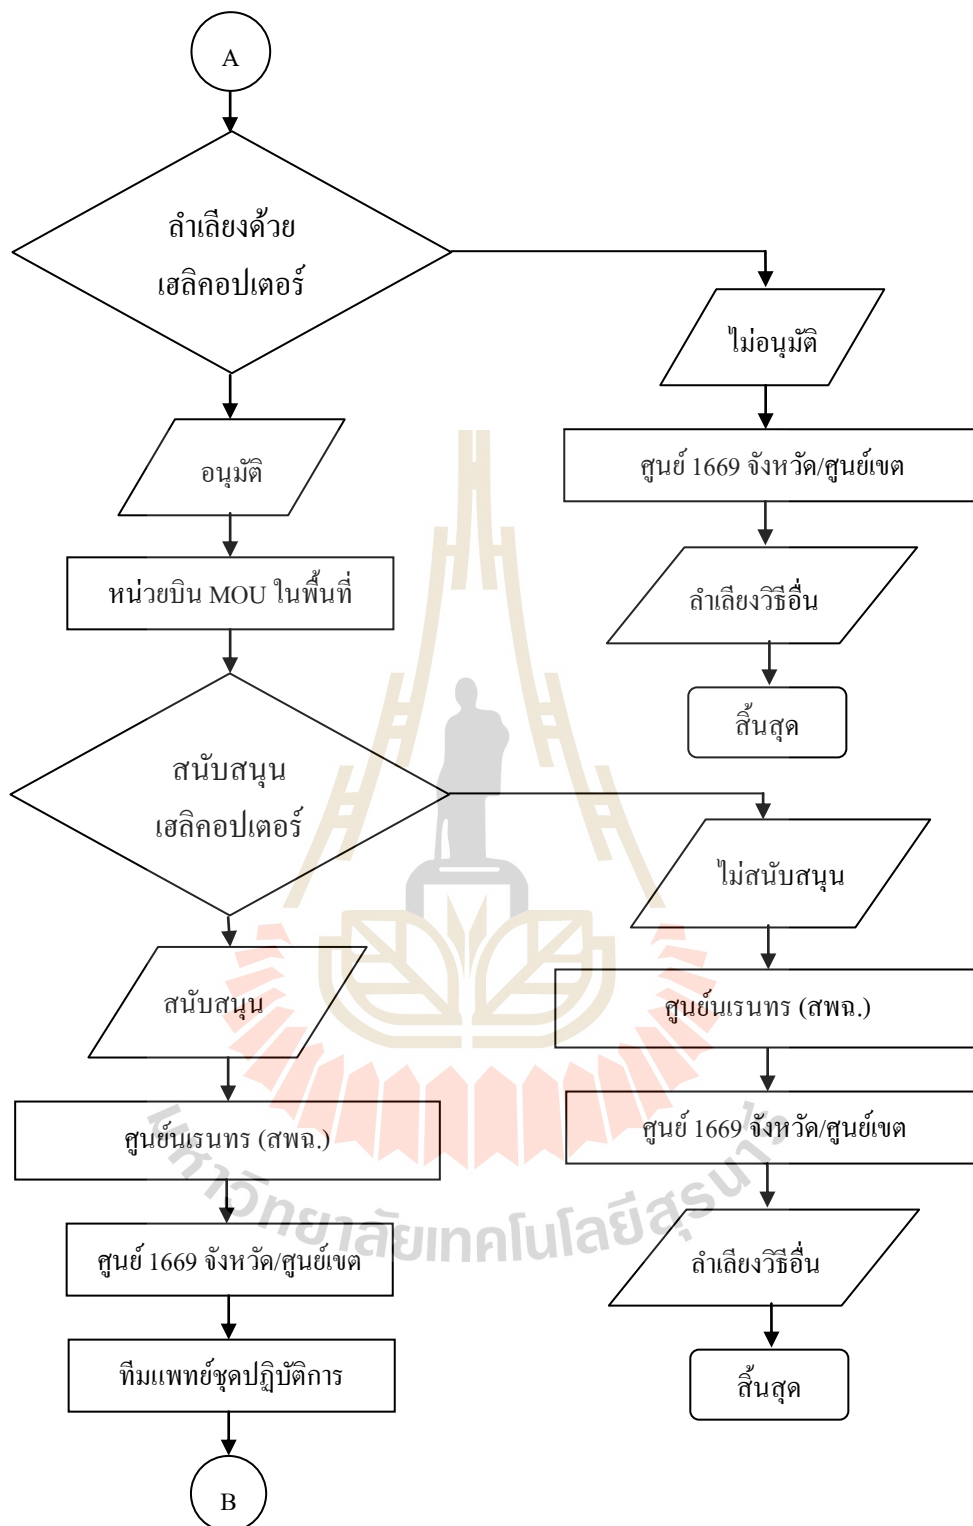 A
ลำเลียงด้วย
เฮลิคอปเตอร์
ไม่อนุมัติ
ศูนย์ 1669 จังหวัด/ศูนย์เขต
อนุมัติ
หน่วยบิน MOU ในพื้นที่
ลำเลียงวิธีอื่น
สิ้นสุด
สนับสนุน
เฮลิคอปเตอร์
ไม่สนับสนุน
สนับสนุน
ศูนย์นเรนทร (สพฉ.)
ศูนย์นเรนทร (สพฉ.)
ศูนย์ 1669 จังหวัด/ศูนย์เขต
ศูนย์ 1669 จังหวัด/ศูนย์เขต
ลำเลียงวิธีอื่น
ทีมแพทย์ชุดปฏิบัติการ
สิ้นสุด
B
มหาวิทยาลัยเทคโนโลยีสุรนารี